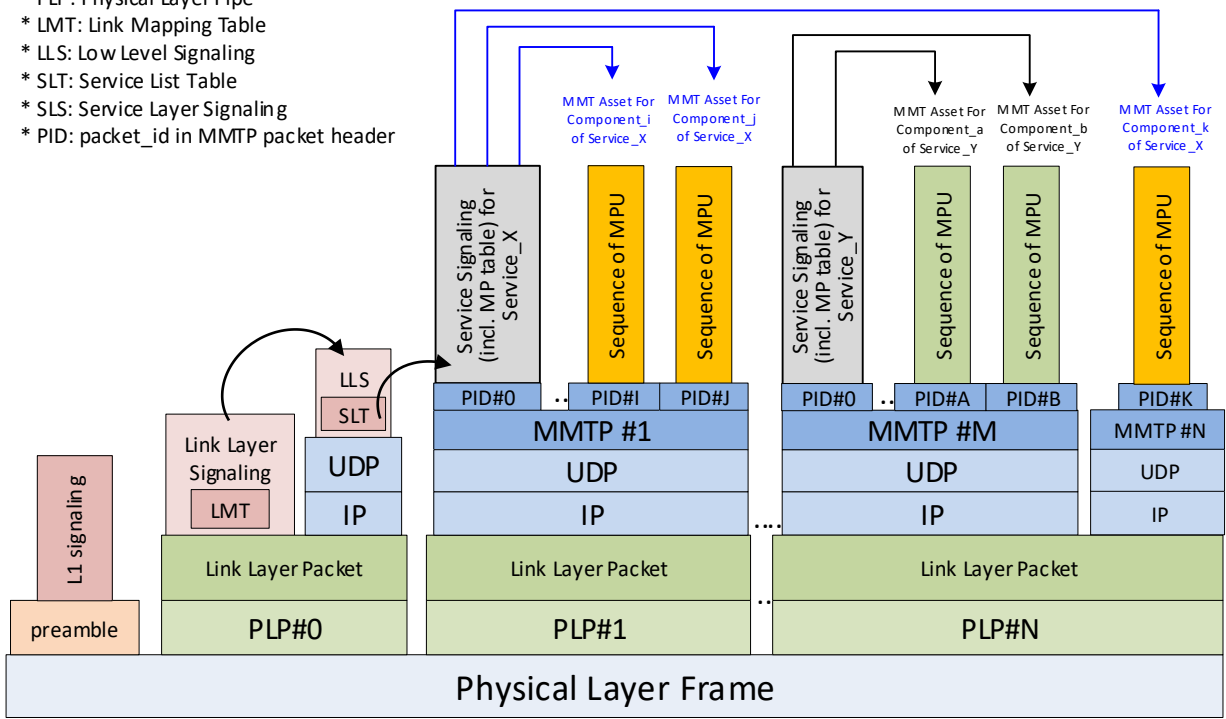 * PLP: Physical Layer Pipe
* LMT: Link Mapping Table
* LLS: Low Level Signaling
* SLT: Service List Table
* SLS: Service Layer Signaling
* PID: packet_id in MMTP packet header
MMT Asset For
Component_i
of Service_X
MMT Asset For
Component_j
of Service_X
MMT Asset For
Component_a
of Service_Y
MMT Asset For
Component_b
of Service_Y
MMT Asset For
Component_k
of Service_X
Service Signaling
(incl. MP table) for
Service_X
Sequence of MPU
Sequence of MPU
Service Signaling
(incl. MP table) for
Service_Y
Sequence of MPU
Sequence of MPU
Sequence of MPU
LLS
SLT
PID#0
..
PID#I
PID#J
PID#0
..
PID#A
PID#B
PID#K
Link Layer
Signaling
LMT
UDP
IP
MMTP #1
UDP
IP
....
MMTP #M
UDP
IP
MMTP #N
UDP
IP
L1 signaling
Link Layer Packet
Link Layer Packet
Link Layer Packet
preamble
PLP#0
PLP#1
..
PLP#N
Physical Layer Frame